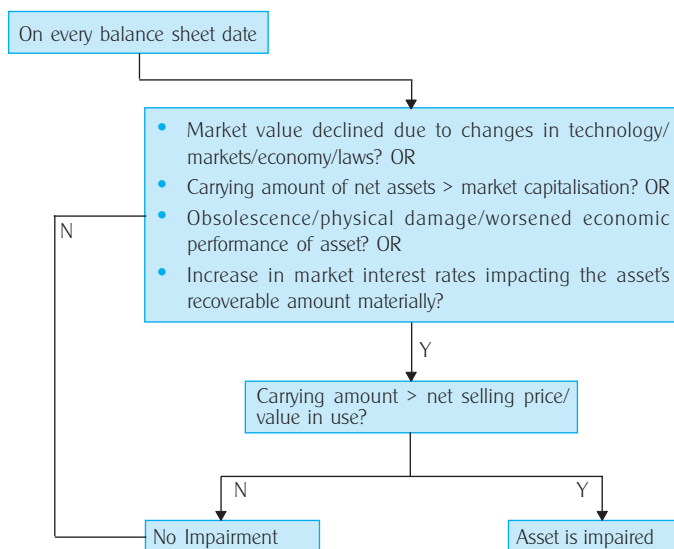 On every balance sheet date
• Market value declined due to changes in technology/
markets/economy/laws? OR
• Carrying amount of net assets > market capitalisation? OR
• Obsolescence/physical damage/worsened economic
performance of asset? OR
• Increase in market interest rates impacting the asset's
recoverable amount materially?
N
Y
Carrying amount > net selling price/
value in use?
N
Y
No Impairment
Asset is impaired